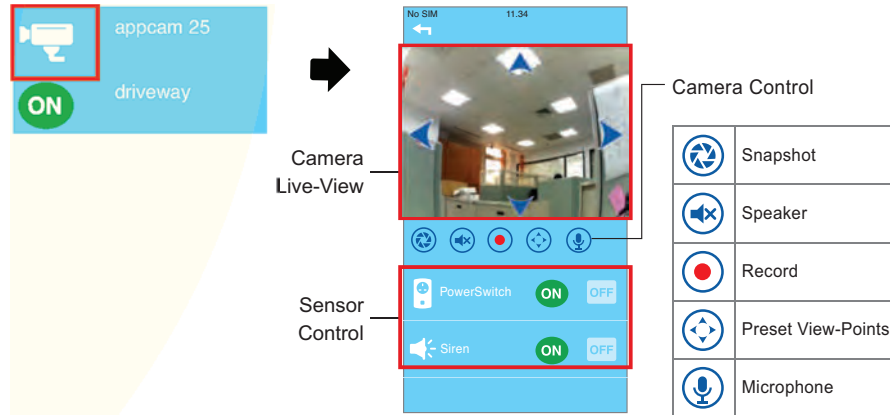 appcam 25
ON
driveway
No SIM 11.34
Camera
Live-View
Sensor
Control
PowerSwitch ON OFF
Siren ON OFF
Camera Control
Snapshot
Speaker
Record
Preset View-Points
Microphone